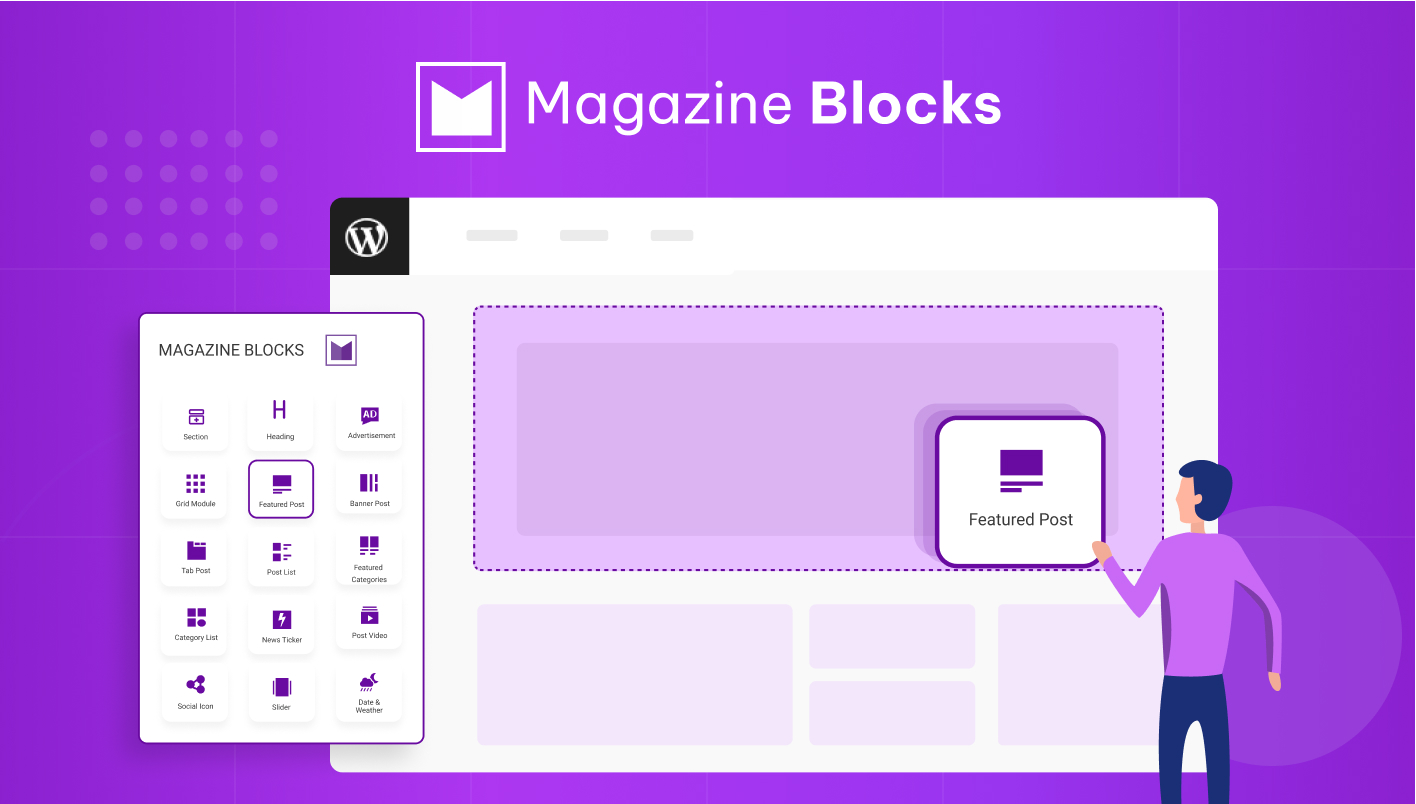 Magazine Blocks
MAGAZINE BLOCKS
Section
Heading
AD
Advertisement
Grid Module
Featured Post
Banner Post
Tab Post
Post List
Featured
Categories
Category List
News Ticker
Post Video
Social Icon
Slider
Date &
Weather
Featured Post